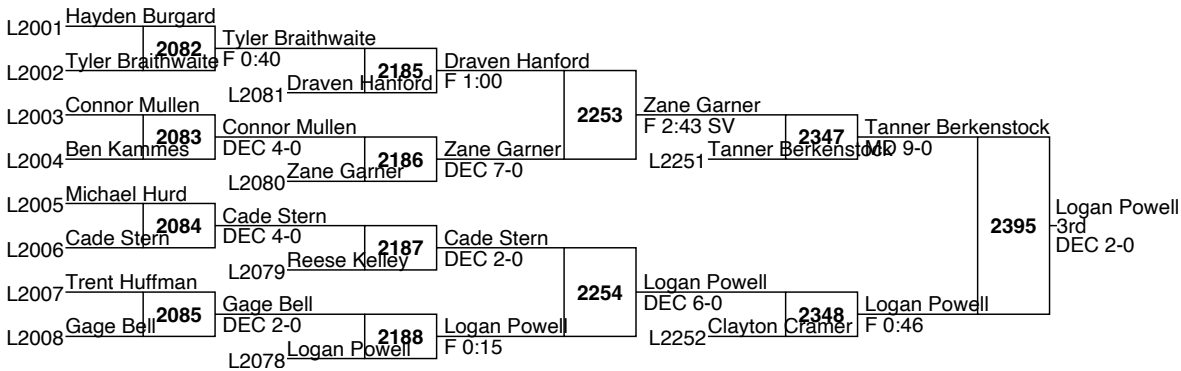 L2001 Hayden Burgard
2082
L2002 Tyler Braithwaite
Tyler Braithwaite
F 0:40
2185
L2081 Draven Hanford
Draven Hanford
F 1:00
L2003 Connor Mullen
2083
L2004 Ben Kammes
Connor Mullen
DEC 4-0
2186
L2080 Zane Garner
Zane Garner
DEC 7-0
2253
Zane Garner
F 2:43 SV
2347
L2251 Tanner Berkenstock
Tanner Berkenstock
MD 9-0
L2005 Michael Hurd
2084
L2006 Cade Stern
Cade Stern
DEC 4-0
2187
L2079 Reese Kelley
Cade Stern
DEC 2-0
L2007 Trent Huffman
2085
L2008 Gage Bell
Gage Bell
DEC 2-0
2188
L2078 Logan Powell
Logan Powell
F 0:15
2254
Logan Powell
DEC 6-0
2348
L2252 Clayton Cramer
Logan Powell
F 0:46
2395
Logan Powell
3rd
DEC 2-0